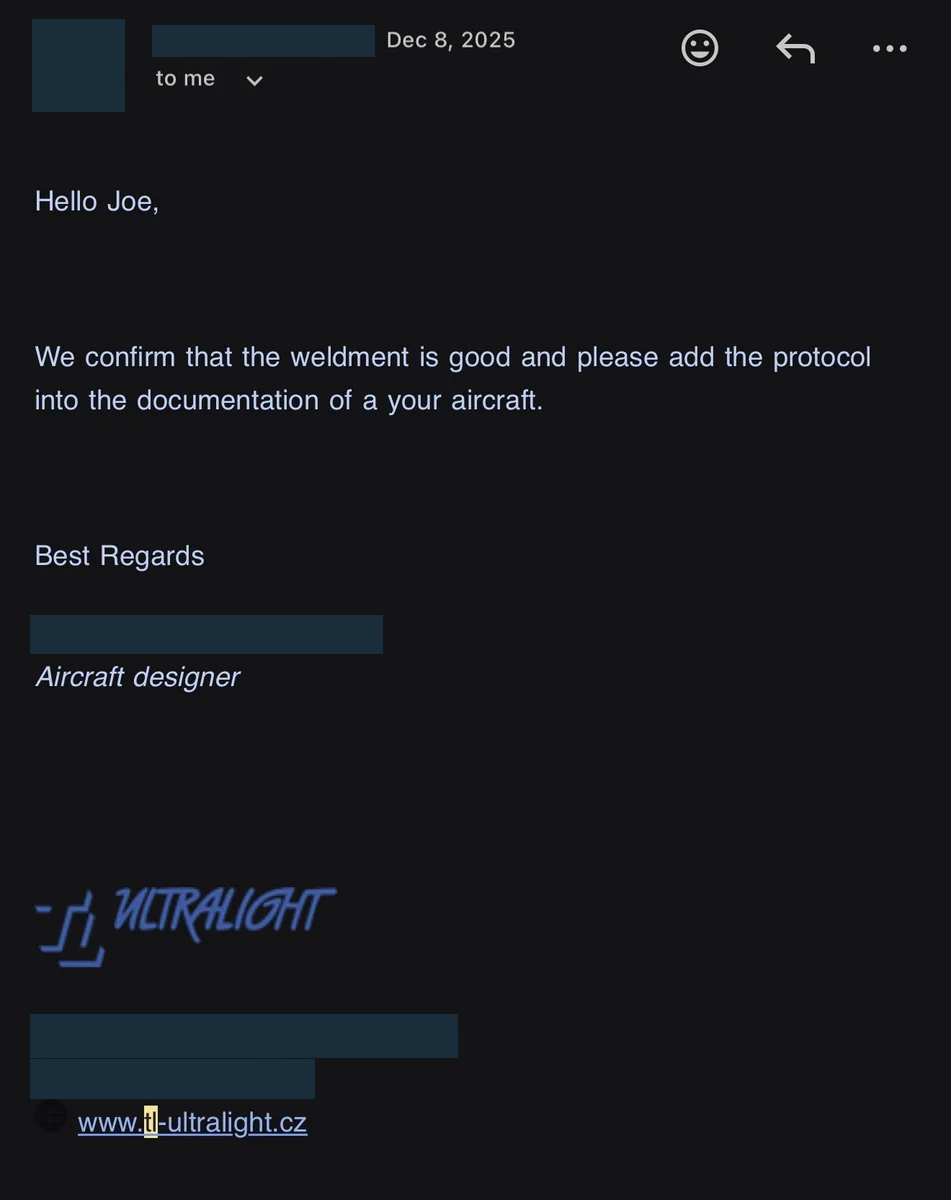 Dec 8, 2025
to me
Hello Joe,
We confirm that the weldment is good and please add the protocol
into the documentation of a your aircraft.
Best Regards
Aircraft designer
TL ULTRALIGHT
www.tl-ultralight.cz